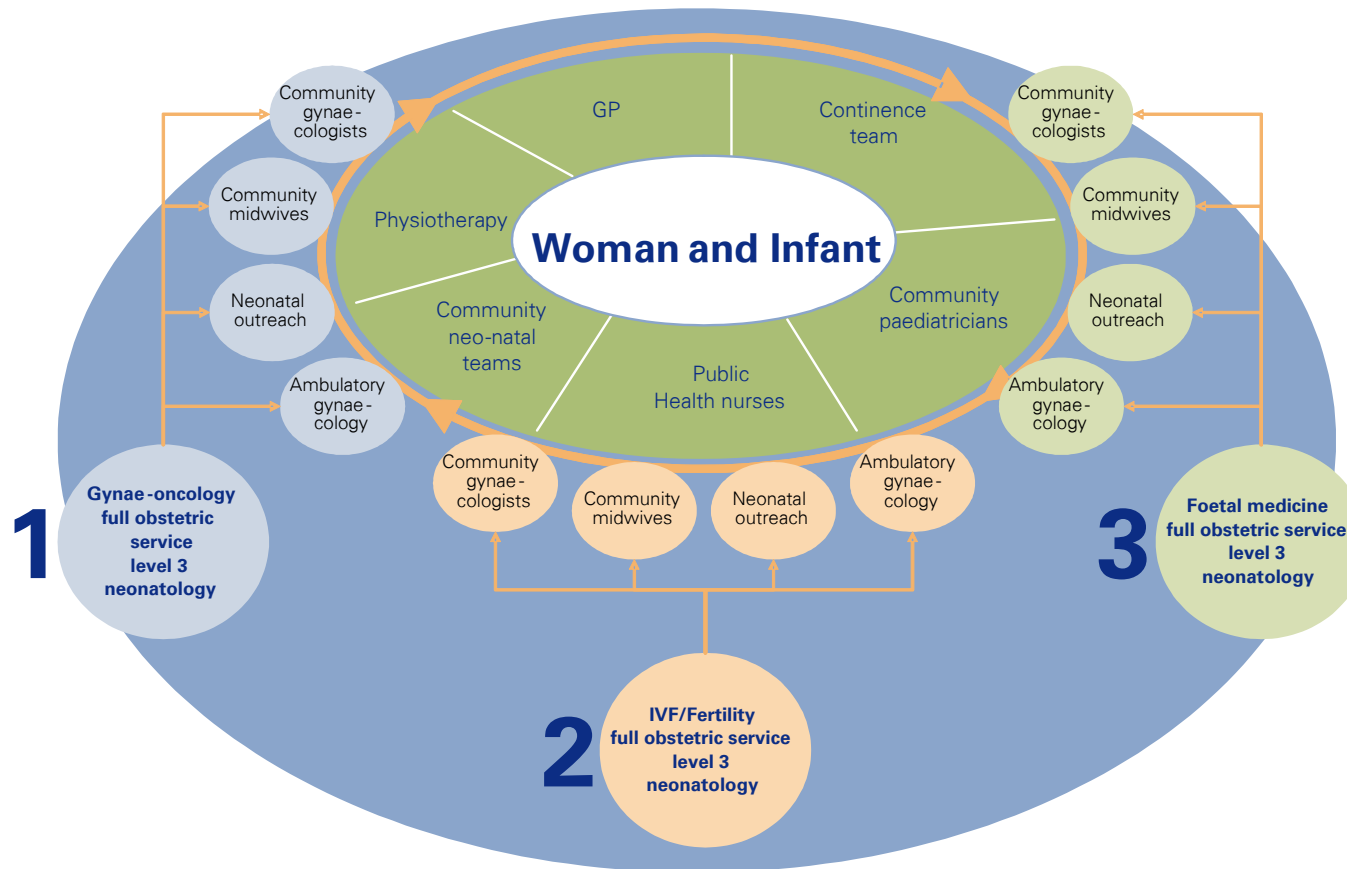 Community
gynae-
cologists
Community
midwives
Neonatal
outreach
Ambulatory
gynae-
cology
GP
Continence
team
Physiotherapy
Woman and Infant
Community
neo-natal
teams
Public
Health nurses
Community
paediatricians
Community
gynae-
cologists
Community
midwives
Neonatal
outreach
Ambulatory
gynae-
cology
Community
gynae-
cologists
Community
midwives
Neonatal
outreach
Ambulatory
gynae-
cology
1
Gynae-oncology
full obstetric
service
level 3
neonatology
2
IVF/Fertility
full obstetric service
level 3
neonatology
3
Foetal medicine
full obstetric service
level 3
neonatology